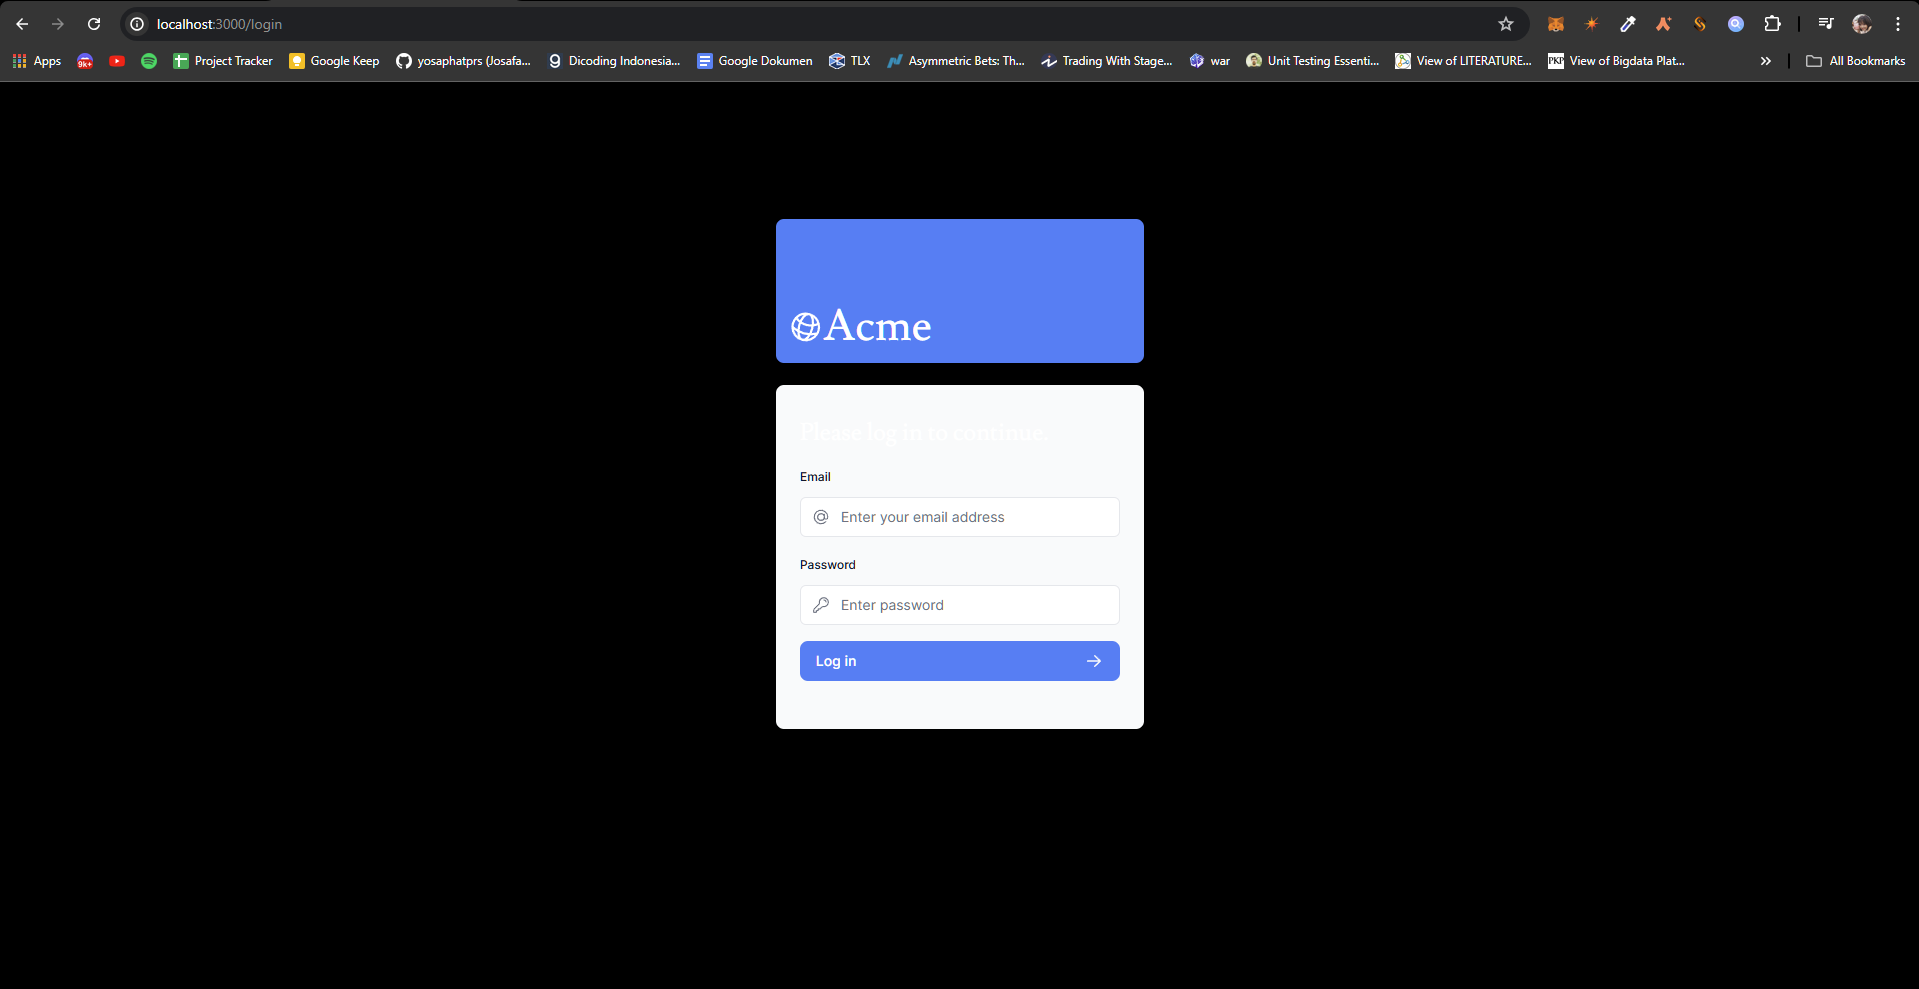 localhost:3000/login
Apps 9K+ Project Tracker Google Keep yosaphatprs (Josafa... Dicoding Indonesia... Google Dokumen TLX Asymmetric Bets: Th... Trading With Stage... war Unit Testing Essenti... View of LITERATURE... PKP View of Bigdata Plat... All Bookmarks
Acme
Please log in to continue.
Email
Enter your email address
Password
Enter password
Log in